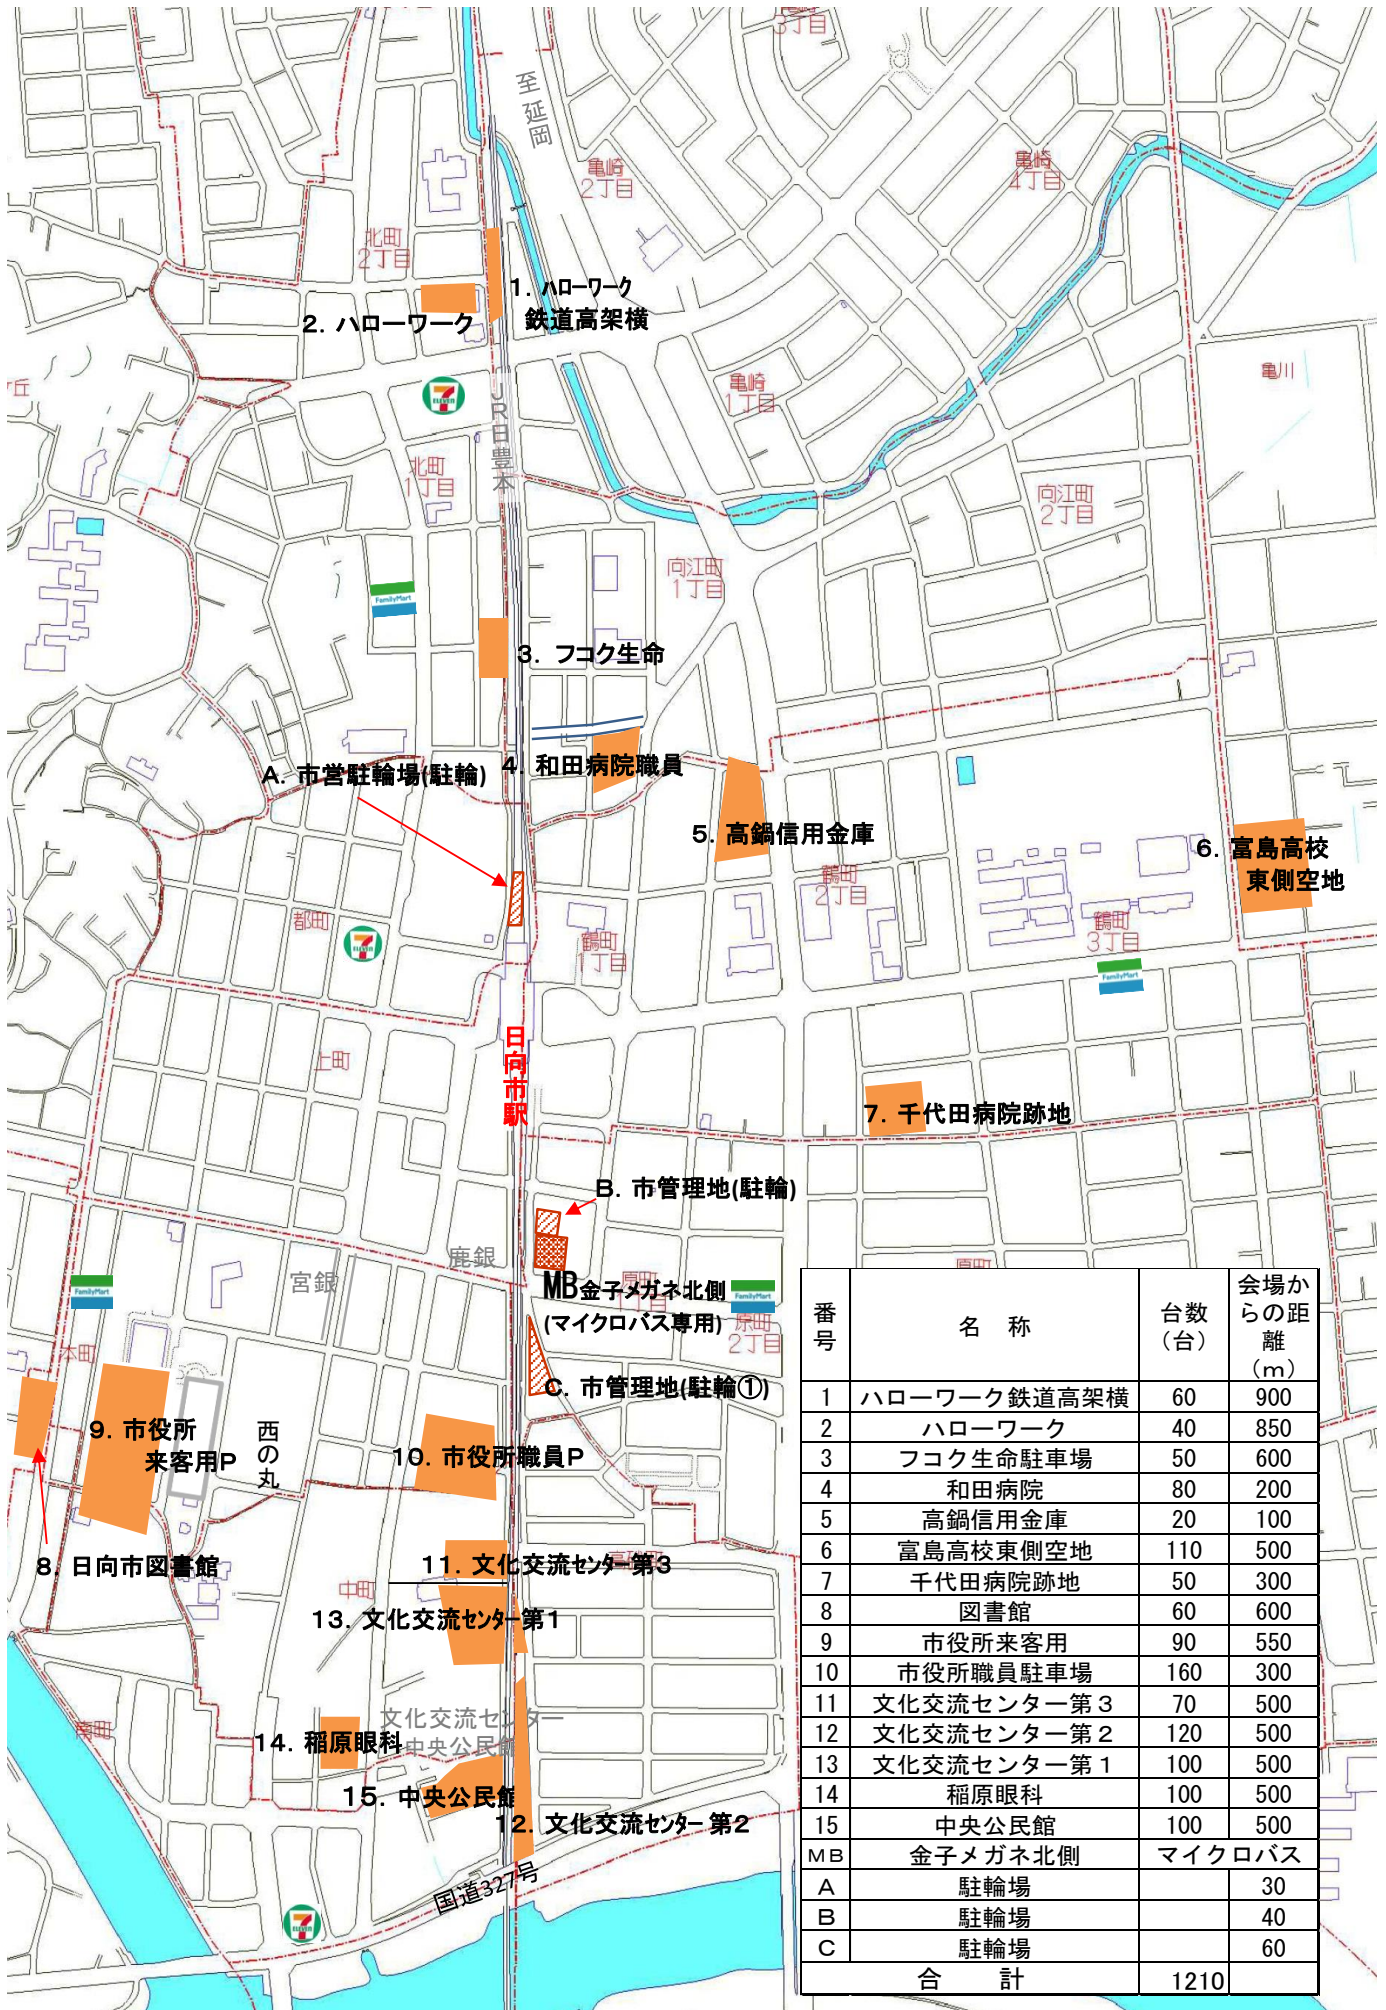 3丁目
至延岡
亀崎
2丁目
亀崎
4丁目
北町
2丁目
1. ハローワーク
鉄道高架横
2. ハローワーク
亀崎
1丁目
亀川
丘
7
ELEVEN
JR日豊本
北町
1丁目
向江町
2丁目
向江町
1丁目
FamilyMart
3. フコク生命
4. 和田病院職員
A. 市営駐輪場(駐輪)
5. 高鍋信用金庫
6. 富島高校
東側空地
鶴町
2丁目
都町
7
ELEVEN
鶴町
1丁目
鶴町
3丁目
FamilyMart
日向市駅
上町
7. 千代田病院跡地
B. 市管理地(駐輪)
鹿銀
宮銀
原町
FamilyMart
MB金子メガネ北側
(マイクロバス専用)
原町
1丁目
FamilyMart
原町
2丁目
本町
C. 市管理地(駐輪①)
9. 市役所
来客用P
西の丸
10. 市役所職員P
8. 日向市図書館
11. 文化交流センター第3
中町
13. 文化交流センター第1
南町
文化交流センター
中央公民館
14. 稲原眼科
15. 中央公民館
12. 文化交流センター第2
国道327号
7
ELEVEN
番号 名 称 台数(台) 会場からの距離(m)
1 ハローワーク鉄道高架横 60 900
2 ハローワーク 40 850
3 フコク生命駐車場 50 600
4 和田病院 80 200
5 高鍋信用金庫 20 100
6 富島高校東側空地 110 500
7 千代田病院跡地 50 300
8 図書館 60 600
9 市役所来客用 90 550
10 市役所職員駐車場 160 300
11 文化交流センター第3 70 500
12 文化交流センター第2 120 500
13 文化交流センター第1 100 500
14 稲原眼科 100 500
15 中央公民館 100 500
MB 金子メガネ北側 マイクロバス
A 駐輪場 30
B 駐輪場 40
C 駐輪場 60
合 計 1210